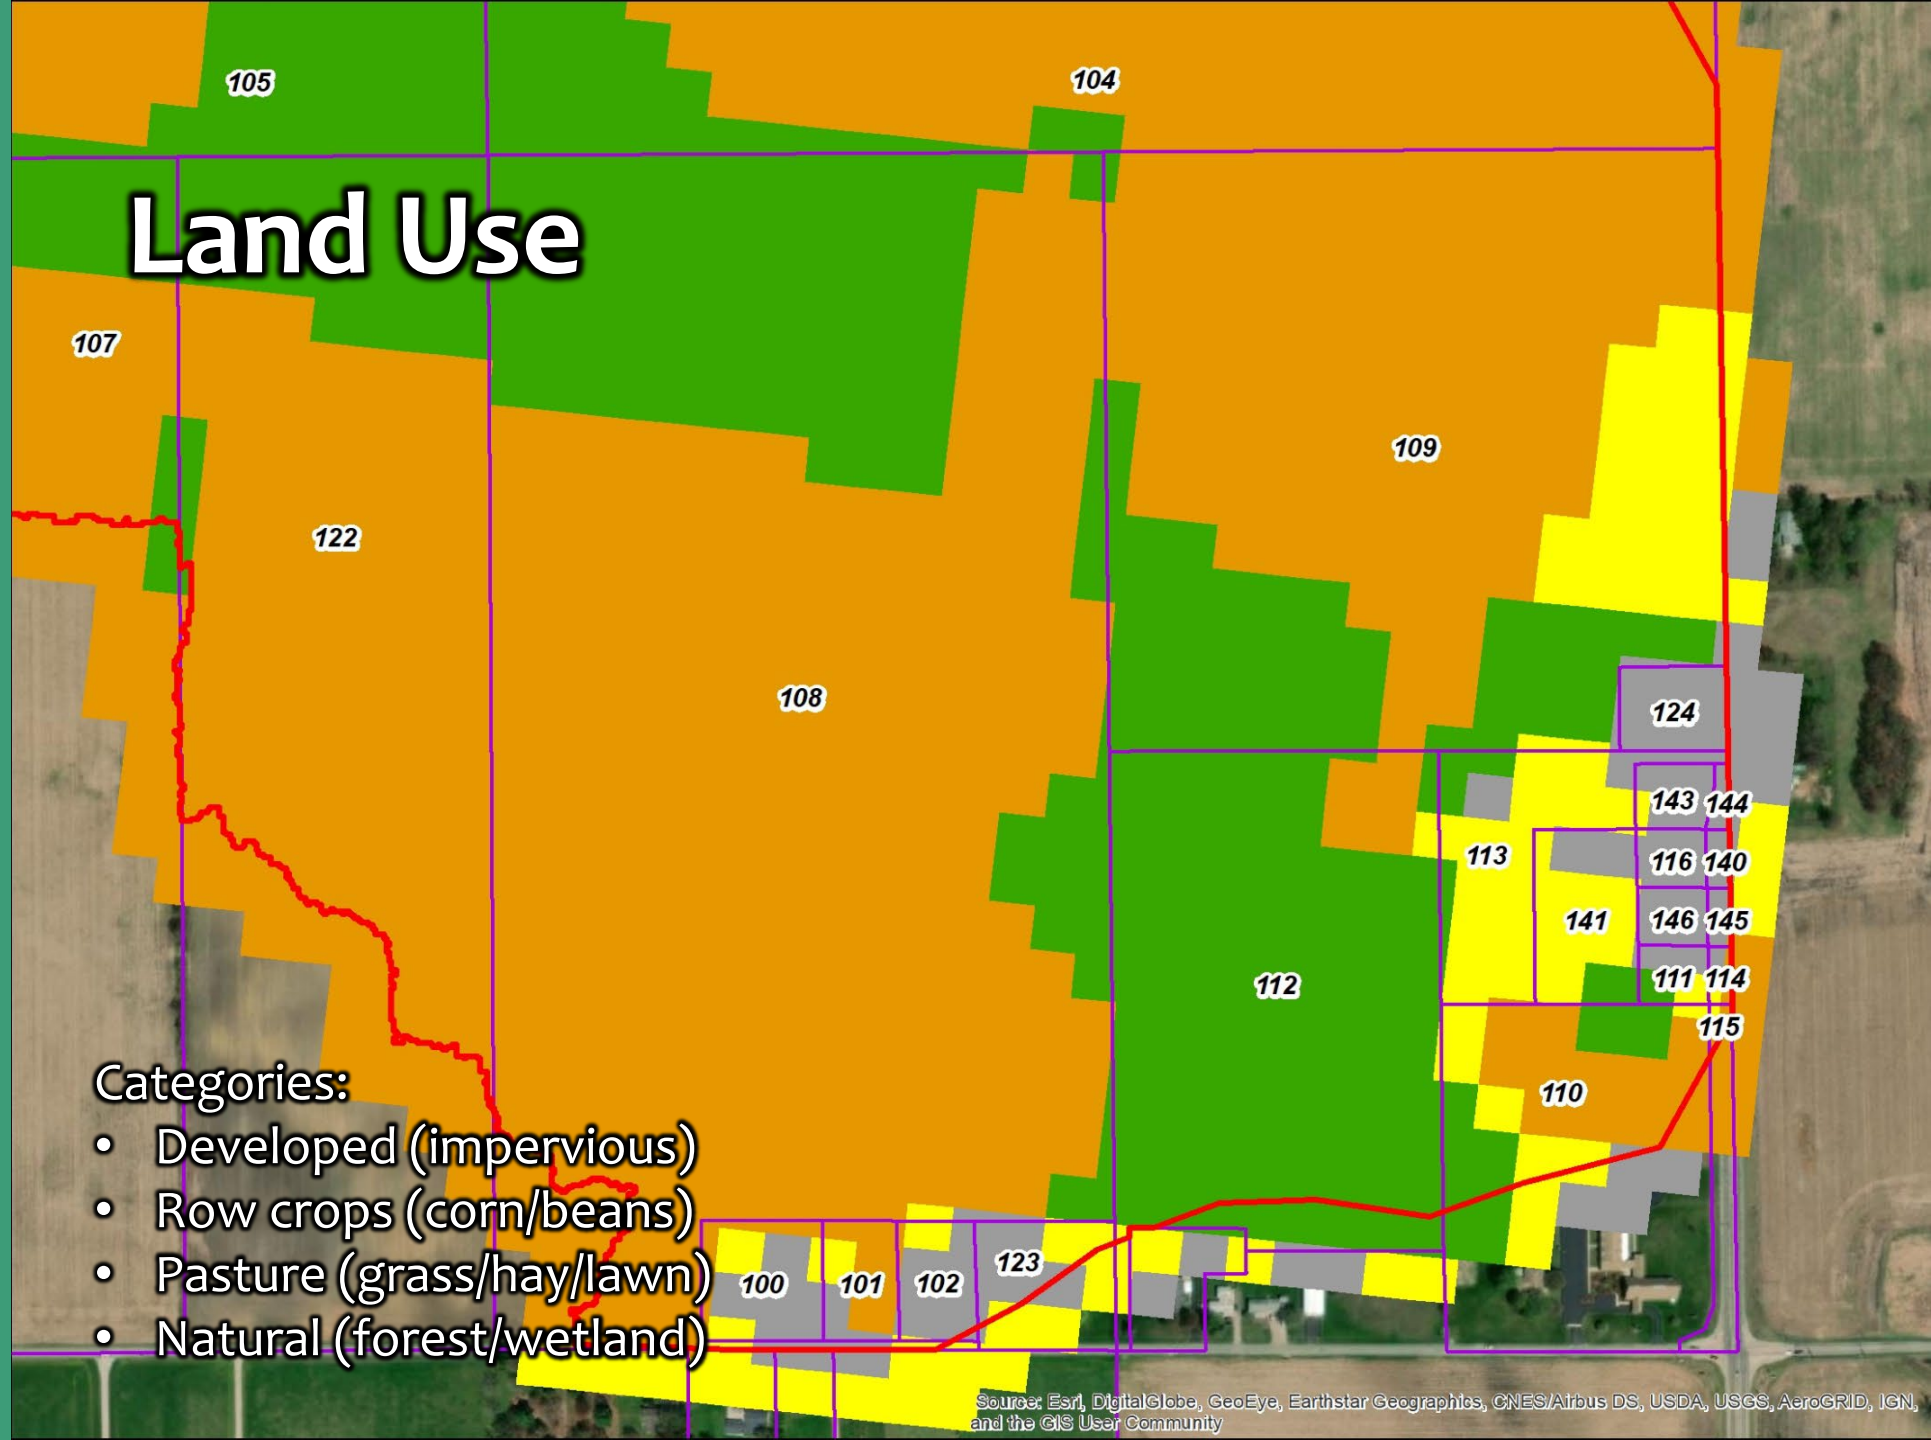 105
104
Land Use
107
109
122
108
124
143 144
113
116 140
141
146 145
112
111 114
115
110
Categories:
• Developed (impervious)
• Row crops (corn/beans)
• Pasture (grass/hay/lawn)
• Natural (forest/wetland)
100
101
102
123
Source: Esri, DigitalGlobe, GeoEye, Earthstar Geographics, CNES/Airbus DS, USDA, USGS, AeroGRID, IGN,
and the GIS User Community